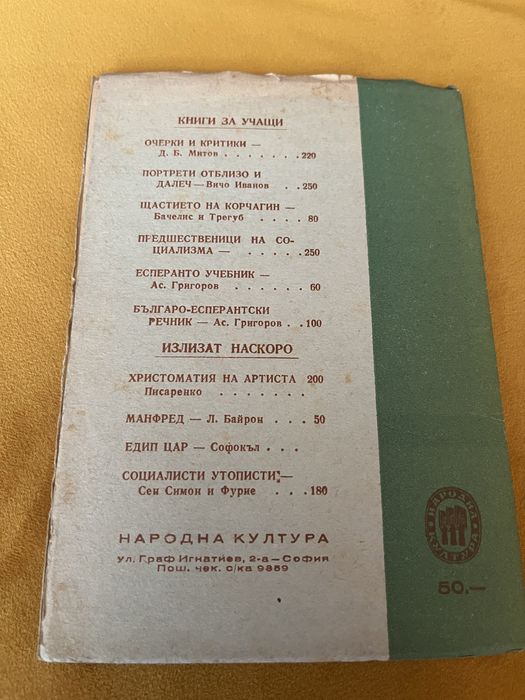 КНИГИ ЗА УЧАЩИ
ОЧЕРКИ И КРИТИКИ —
Д. Б. Митов . . . . . . . 220
ПОРТРЕТИ ОТБЛИЗО И
ДАЛЕЧ — Вичо Иванов . . 250
ЩАСТИЕТО НА КОРЧАГИН —
Бачелис и Трегуб . . . . 80
ПРЕДШЕСТВЕНИЦИ НА СО-
ЦИАЛИЗМА — . . . . . 250
ЕСПЕРАНТО УЧЕБНИК —
Ас. Григоров . . . . . 60
БЪЛГАРО-ЕСПЕРАНТСКИ
РЕЧНИК — Ас. Григоров . . 100
ИЗЛИЗАТ НАСКОРО
ХРИСТОМАТИЯ НА АРТИСТА 200
Писаренко . . . . . . .
МАНФРЕД — Л. Байрон . . . 50
ЕДИП ЦАР — Софокъл . . .
СОЦИАЛИСТИ УТОПИСТИ —
Сен Симон и Фурие . . . 180
НАРОДНА КУЛТУРА
Ул. Граф Игнатиев, 2-а — София
Пощ. чек. с/ка 9859
НАРОДНА КУЛТУРА
50.—